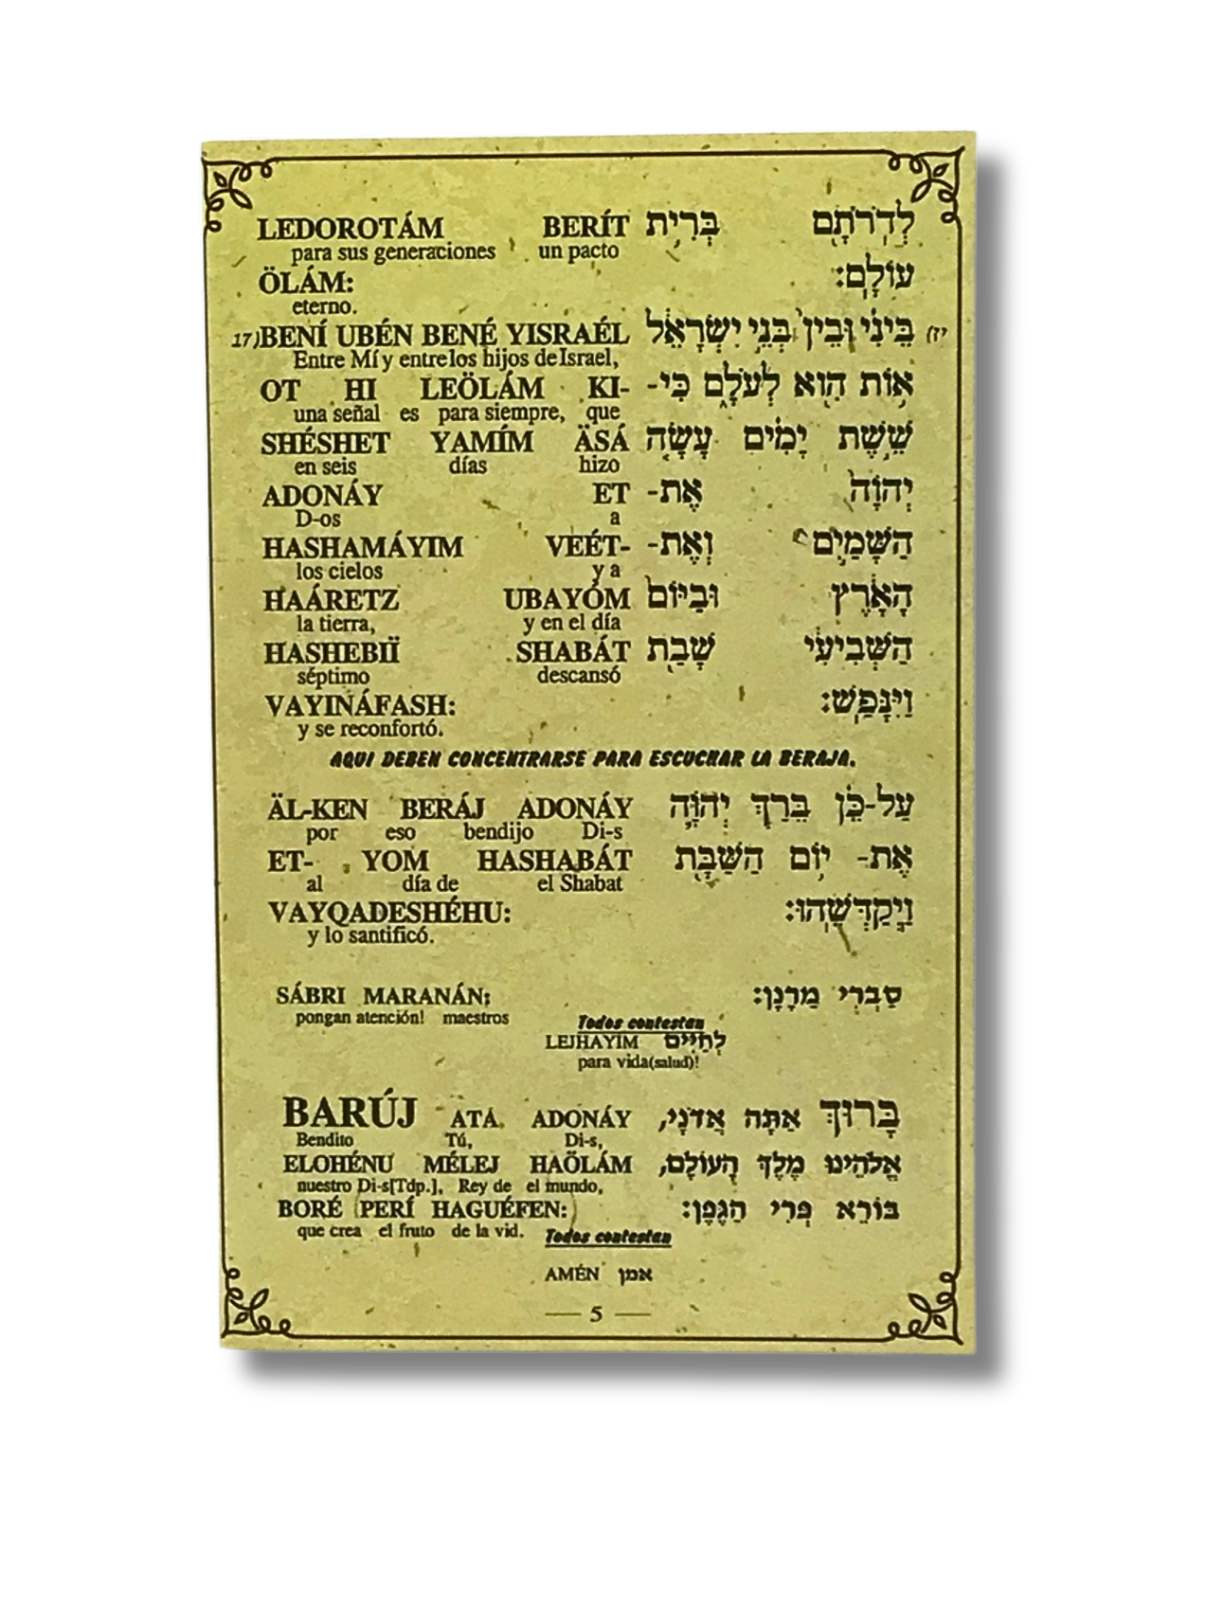 LEDOROTÁM BERÍT בְּרִית לְדֹרֹתָם
para sus generaciones un pacto
ÖLÁM: עוֹלָם:
eterno.
17)BENÍ UBÉN BENÉ YISRAÉL בֵּינִי וּבֵין בְּנֵי יִשְׂרָאֵל (יז
Entre Mí y entre los hijos de Israel,
OT HI LEÖLÁM KI- אוֹת הִוא לְעֹלָם כִּי-
una señal es para siempre, que
SHÉSHET YAMÍM ÄSÁ שֵׁשֶׁת יָמִים עָשָׂה
en seis días hizo
ADONÁY ET יְהֹוָה אֶת-
D-os a
HASHAMÁYIM VEÉT- הַשָּׁמַיִם וְאֶת-
los cielos y a
HAÁRETZ UBAYÓM הָאָרֶץ וּבַיּוֹם
la tierra, y en el día
HASHEBIÏ SHABÁT הַשְּׁבִיעִי שָׁבַת
séptimo descansó
VAYINÁFASH: וַיִּנָּפַשׁ:
y se reconfortó.
AQUI DEBEN CONCENTRARSE PARA ESCUCHAR LA BERAJA.
ÄL-KEN BERÁJ ADONÁY עַל-כֵּן בֵּרַךְ יְהֹוָה
por eso bendijo Di-s
ET- YOM HASHABÁT אֶת- יוֹם הַשַּׁבָּת
al día de el Shabat
VAYQADESHÉHU: וַיְקַדְּשֵׁהוּ:
y lo santificó.
SÁBRI MARANÁN; סַבְרִי מָרָנָן:
pongan atención! maestros
Todos contestan
LEJHAYIM לְחַיִּים
para vida(salud)!
BARÚJ ATA ADONÁY בָּרוּךְ אַתָּה אֲדֹנָי,
Bendito Tú, Di-s,
ELOHÉNU MÉLEJ HAÖLÁM אֱלֹהֵינוּ מֶלֶךְ הָעוֹלָם,
nuestro Di-s[Tdp.], Rey de el mundo,
BORÉ PERÍ HAGUÉFEN: בּוֹרֵא פְּרִי הַגֶּפֶן:
que crea el fruto de la vid.
Todos contestan
AMÉN אמן
— 5 —